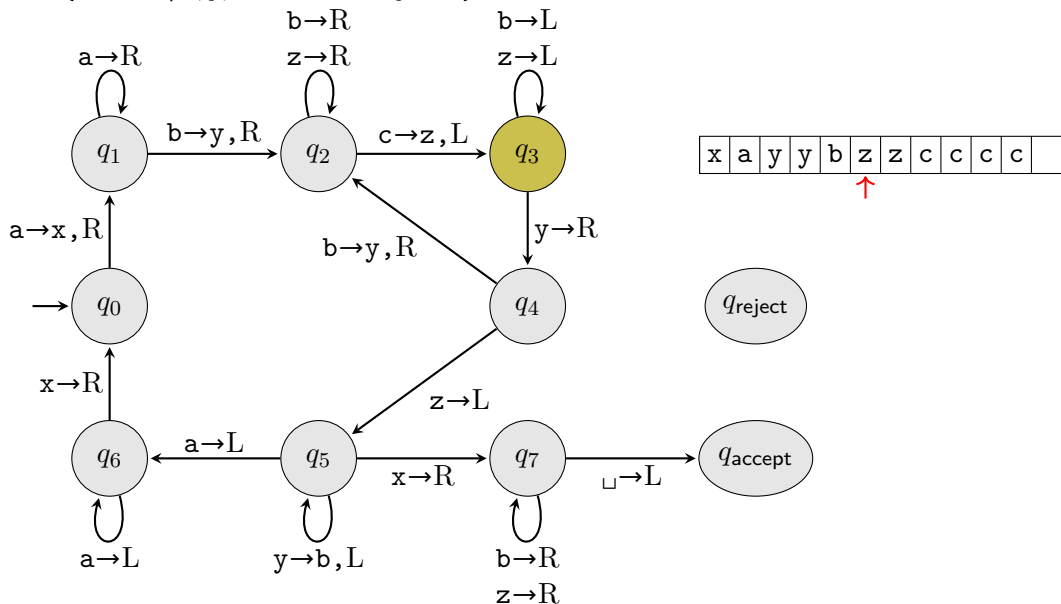 b→R
b→L
a→R
z→R
z→L
q1
b→y,R
q2
c→z,L
q3
x a y y b z z c c c c
a→x,R
b→y,R
y→R
q0
q4
qreject
x→R
z→L
q6
a→L
q5
x→R
q7
␣→L
qaccept
a→L
y→b,L
b→R
z→R